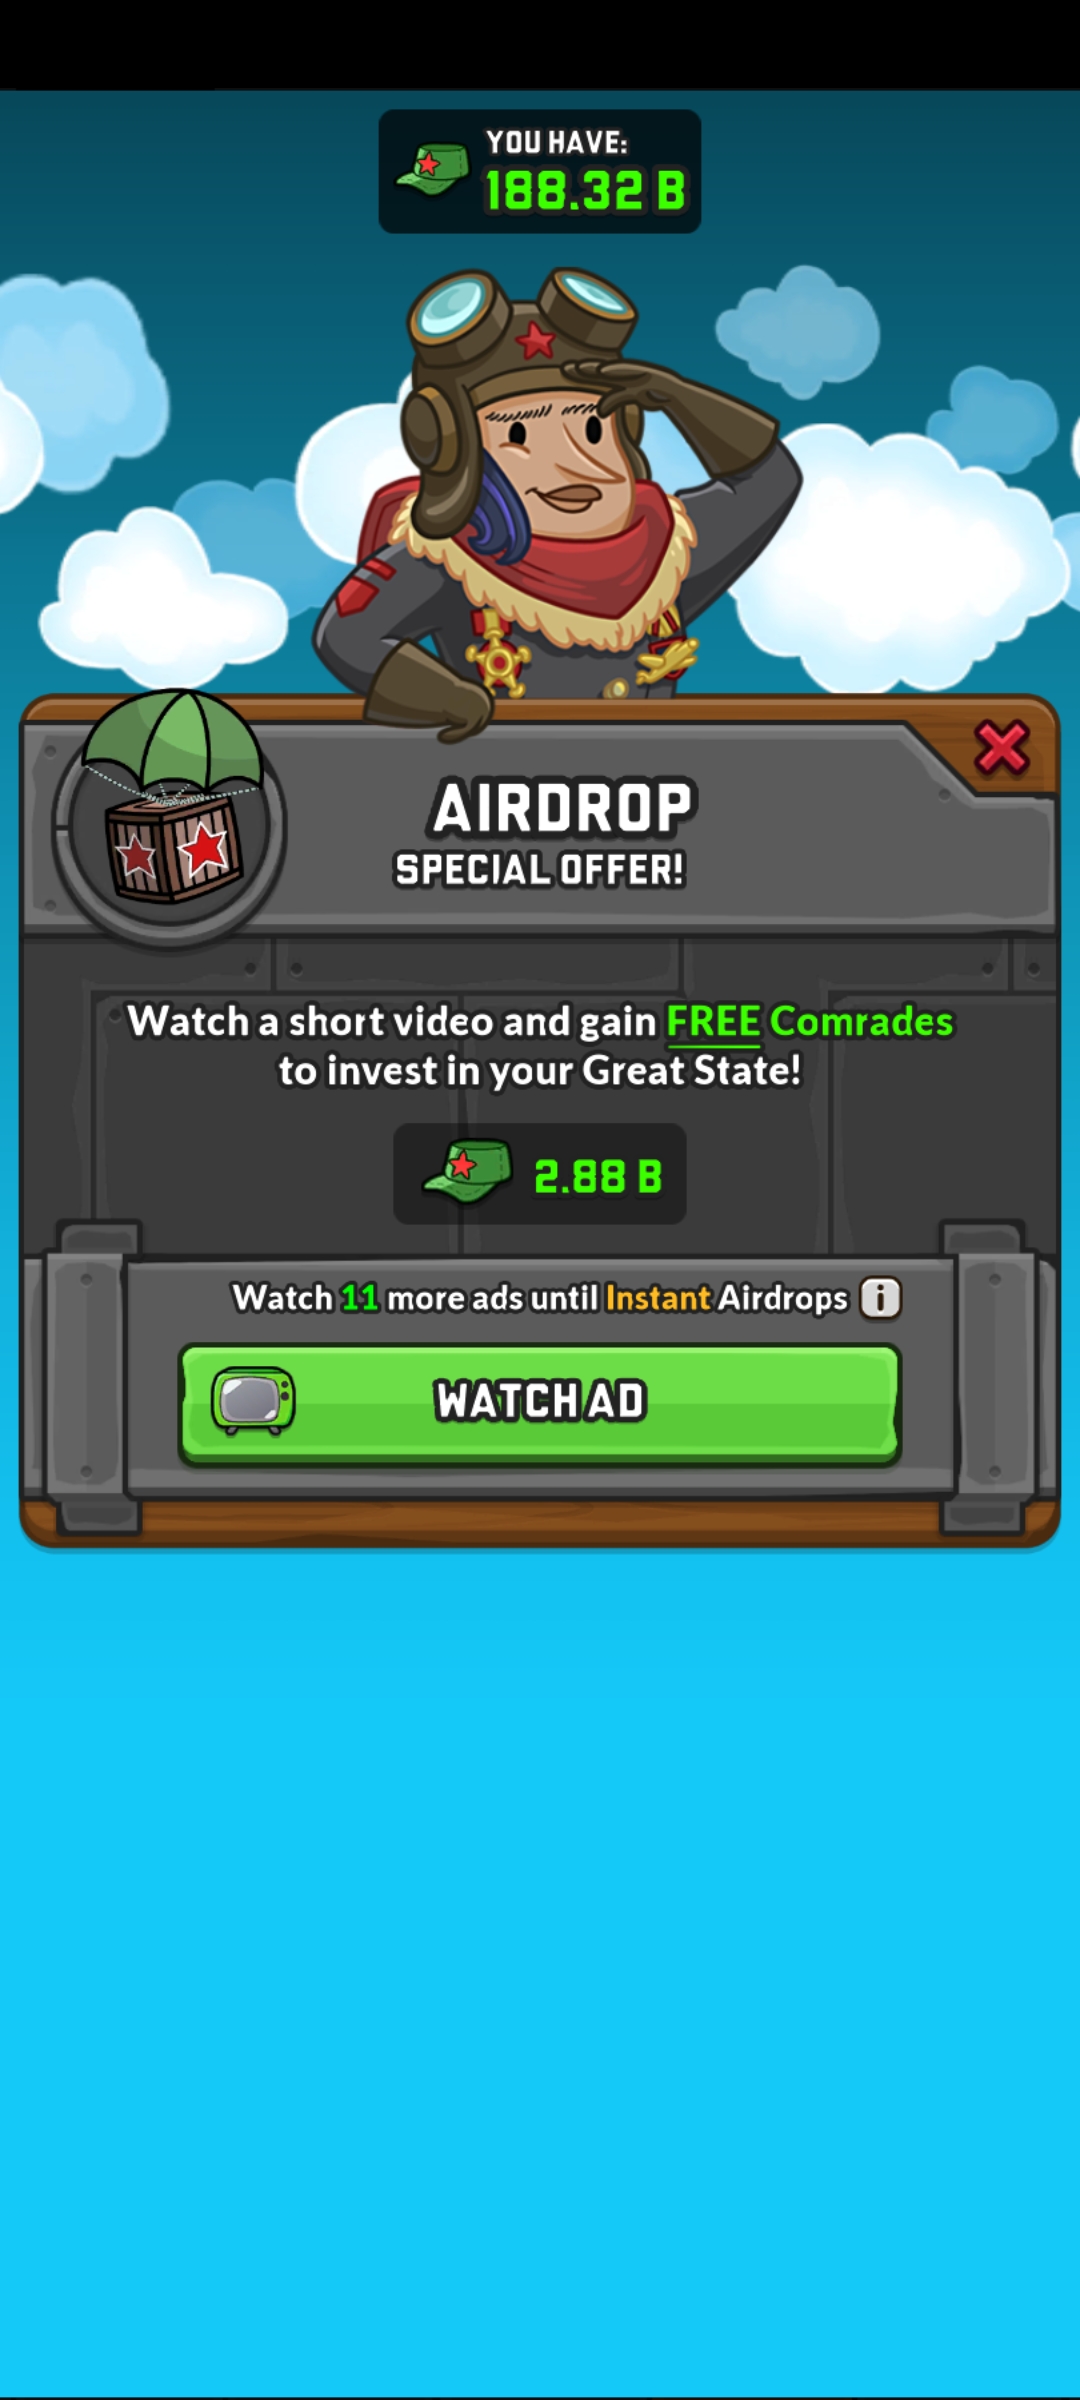 YOU HAVE:
188.32 B
AIRDROP
SPECIAL OFFER!
Watch a short video and gain FREE Comrades
to invest in your Great State!
2.88 B
Watch 11 more ads until Instant Airdrops i
WATCH AD